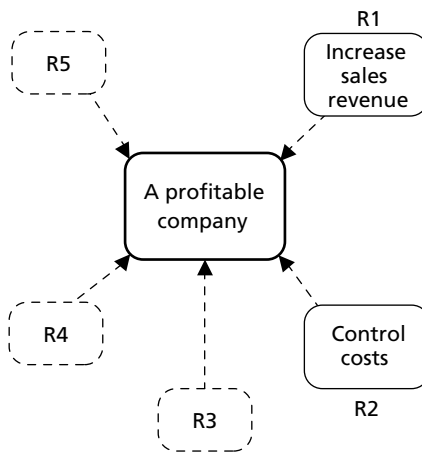 R1
Increase
sales
revenue
R5
A profitable
company
R4
R3
Control
costs
R2